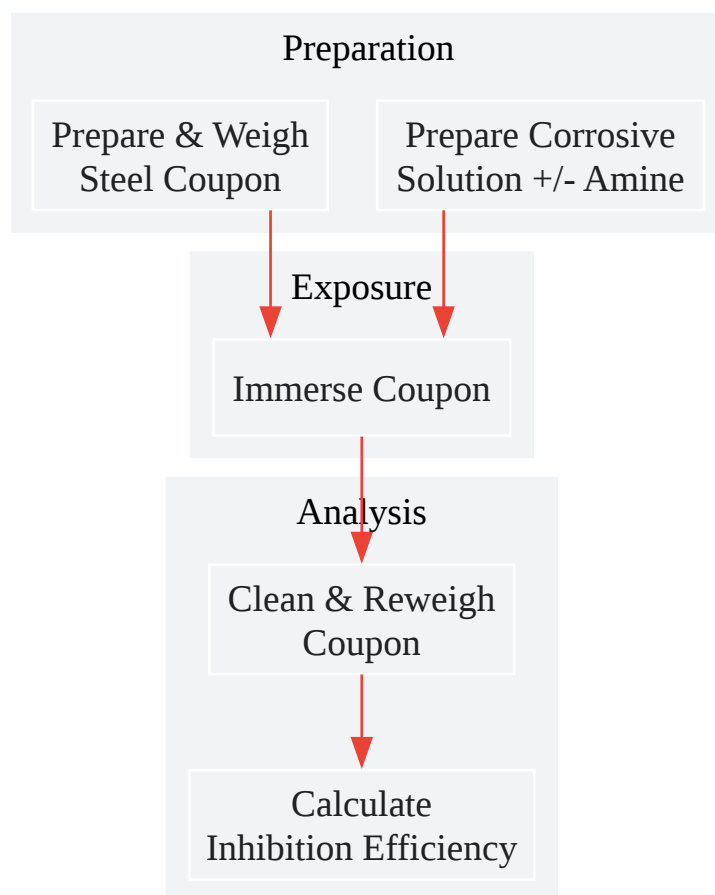 Preparation
Prepare & Weigh
Steel Coupon
Prepare Corrosive
Solution +/- Amine
Exposure
Immerse Coupon
Analysis
Clean & Reweigh
Coupon
Calculate
Inhibition Efficiency